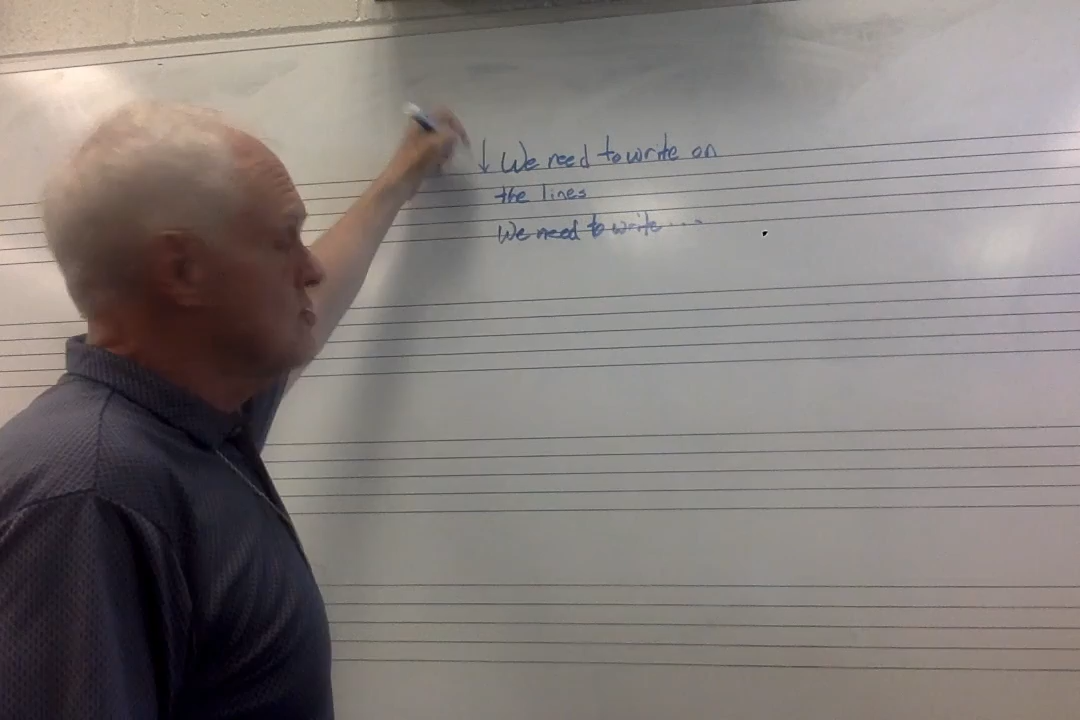 ↓ We need to write on
the lines
We need to write ...